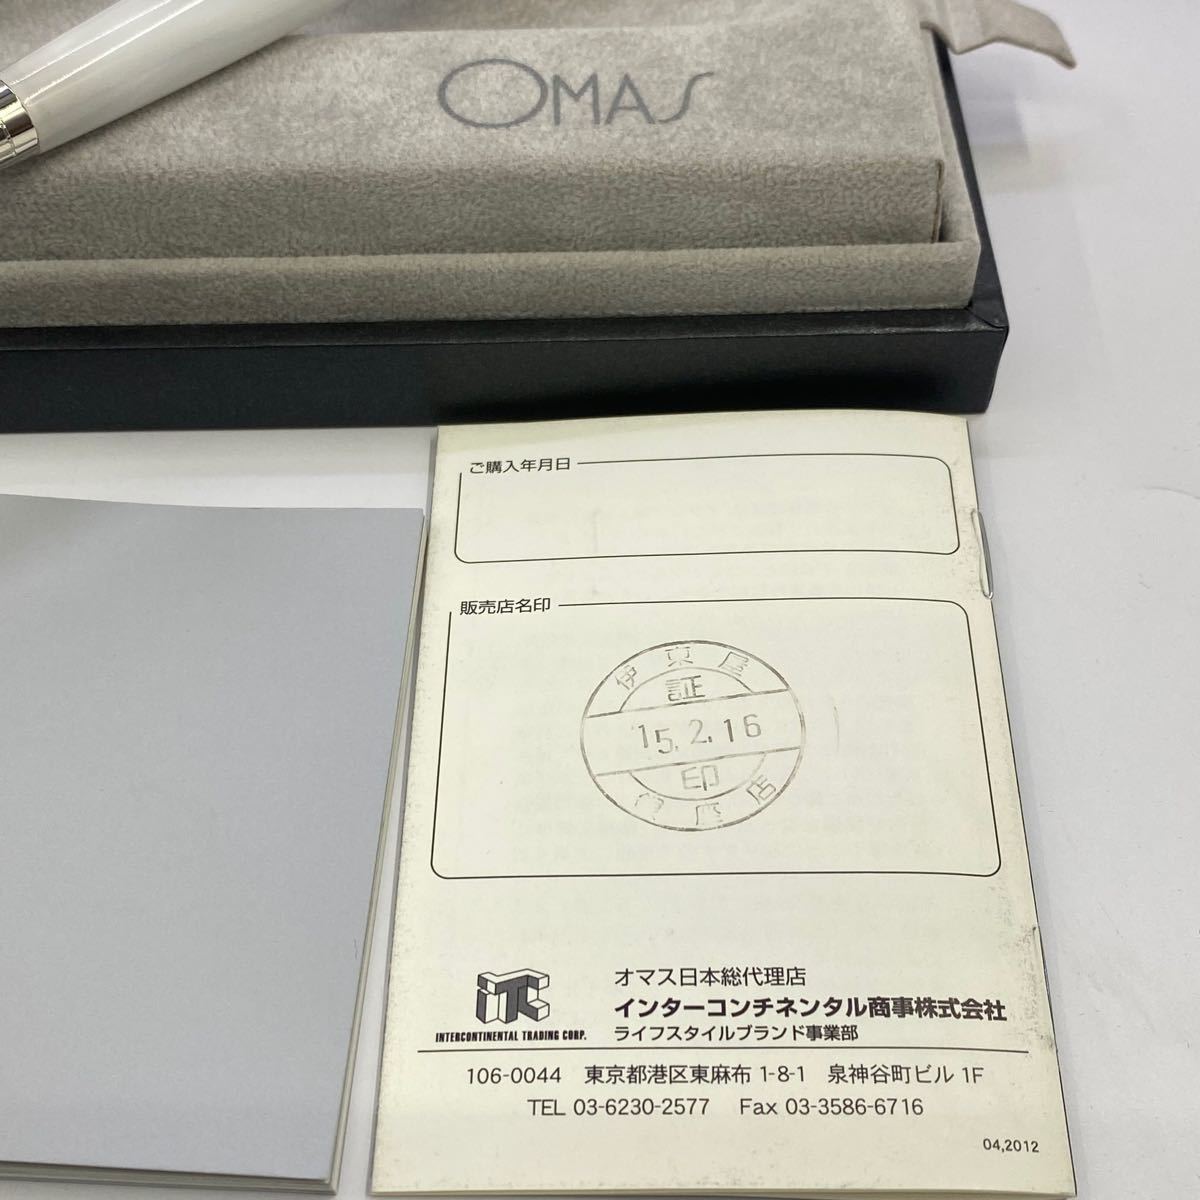 OMAS
ご購入年月日
販売店名印
伊東屋
証
'15.2.16
印
座店
iTC
INTERCONTINENTAL TRADING CORP.
オマス日本総代理店
インターコンチネンタル商事株式会社
ライフスタイルブランド事業部
106-0044 東京都港区東麻布 1-8-1 泉神谷町ビル 1F
TEL 03-6230-2577 Fax 03-3586-6716
04,2012